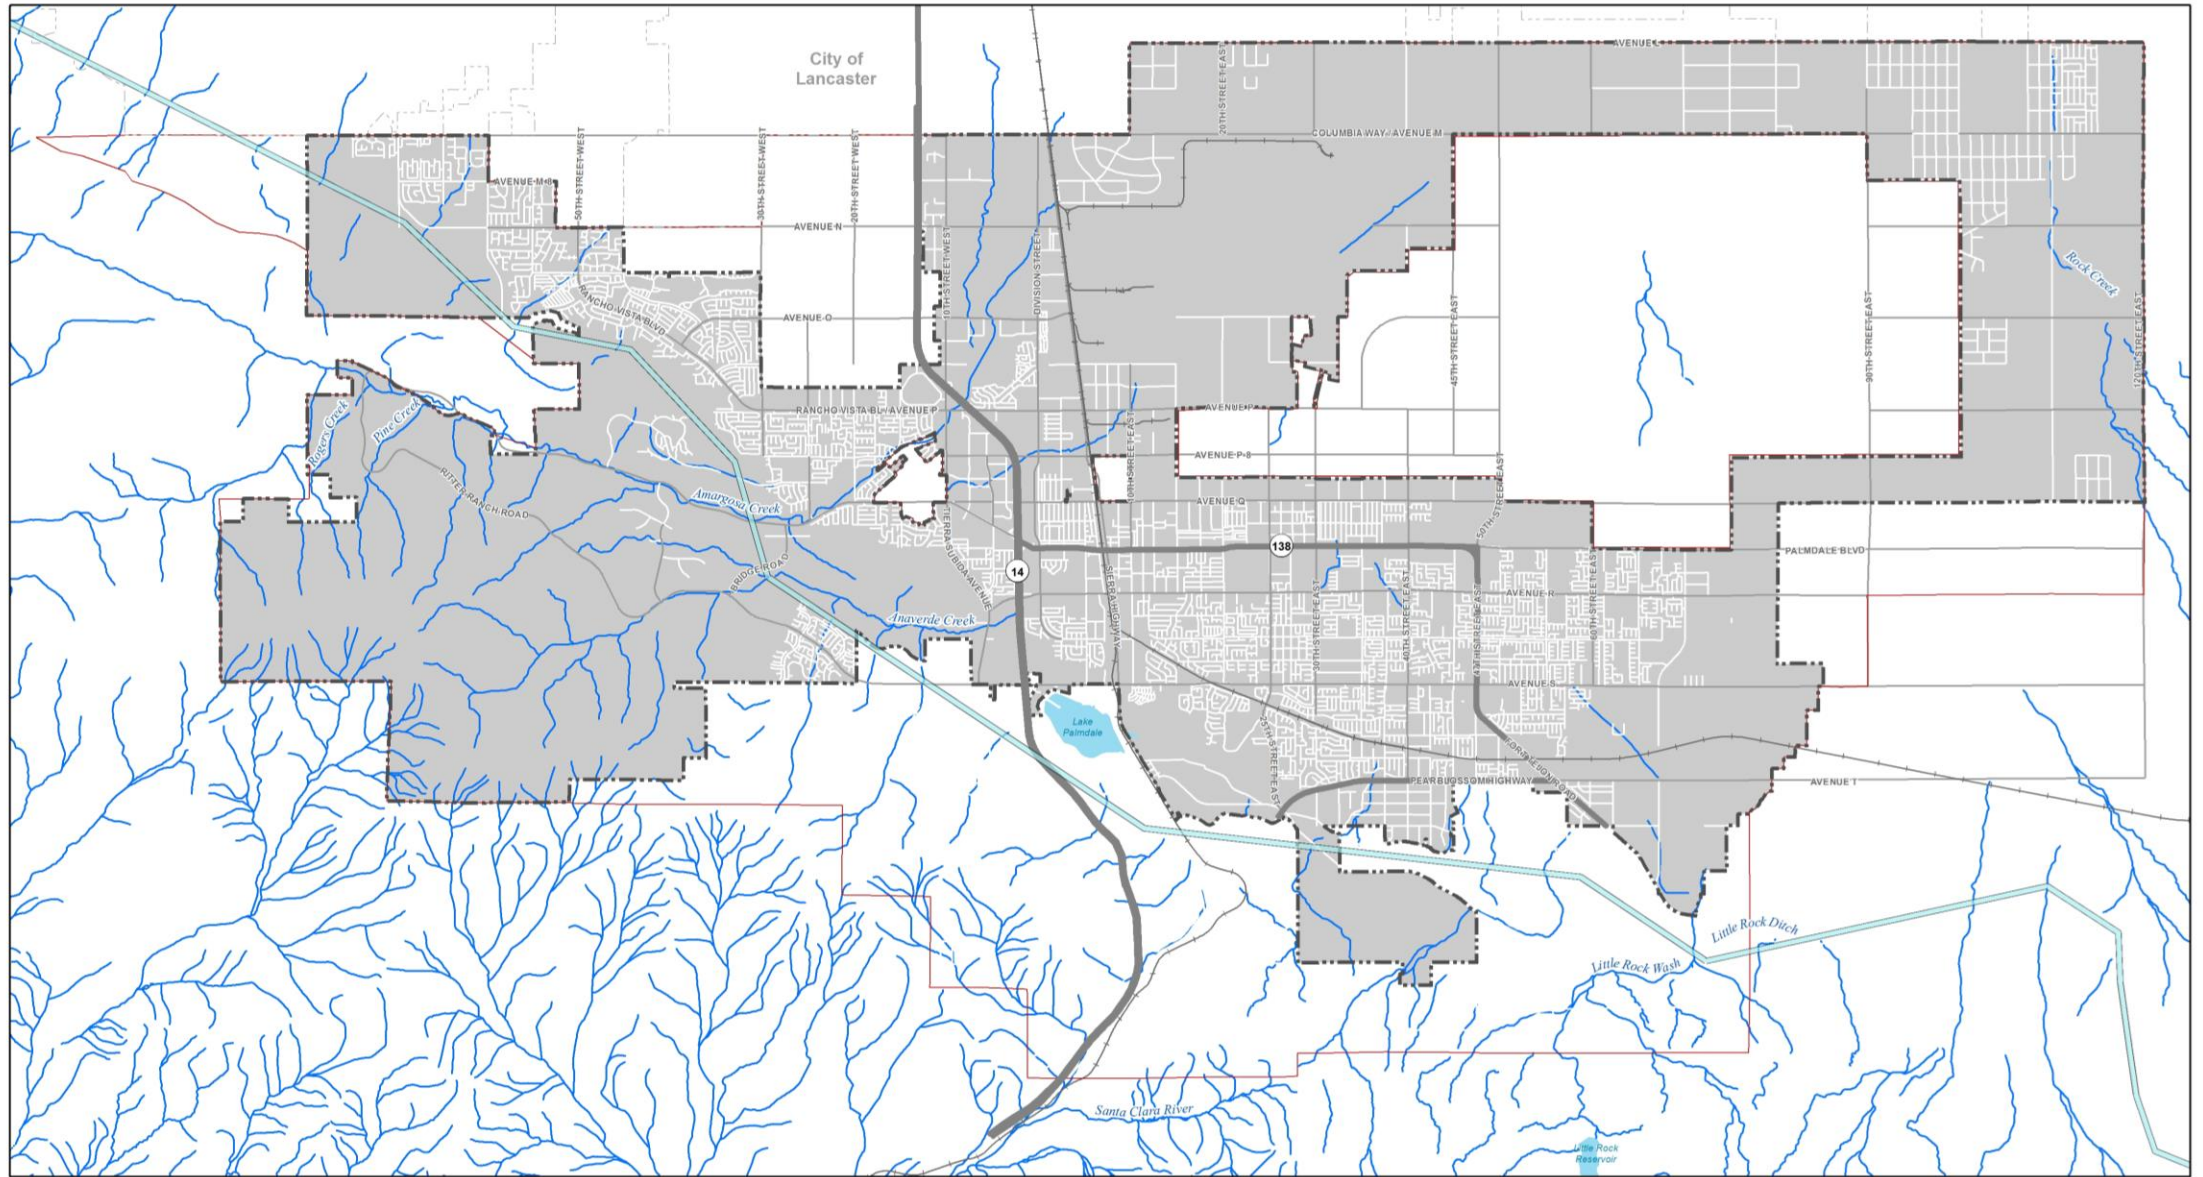 City of
Lancaster
AVENUE L
20TH STREET EAST
COLUMBIA WAY / AVENUE M
50TH STREET WEST
30TH STREET WEST
20TH STREET WEST
AVENUE M-8
AVENUE N
10TH STREET WEST
DIVISION STREET
Rock Creek
RANCHO VISTA BLVD
AVENUE O
45TH STREET EAST
90TH STREET EAST
120TH STREET EAST
RANCHO VISTA BL / AVENUE P
AVENUE P
10TH STREET EAST
Rogers Creek
Pine Creek
AVENUE P-8
RITTER RANCH ROAD
Amargosa Creek
AVENUE Q
50TH STREET EAST
TIERRA SUBIDA AVENUE
138
PALMDALE BLVD
14
BRIDGE ROAD
SIERRA HIGHWAY
30TH STREET EAST
40TH STREET EAST
47TH STREET EAST
60TH STREET EAST
AVENUE R
Anaverde Creek
AVENUE S
Lake
Palmdale
25TH STREET EAST
FORT TEJON ROAD
PEARBLOSSOM HIGHWAY
AVENUE T
Little Rock Ditch
Little Rock Wash
Santa Clara River
Little Rock
Reservoir